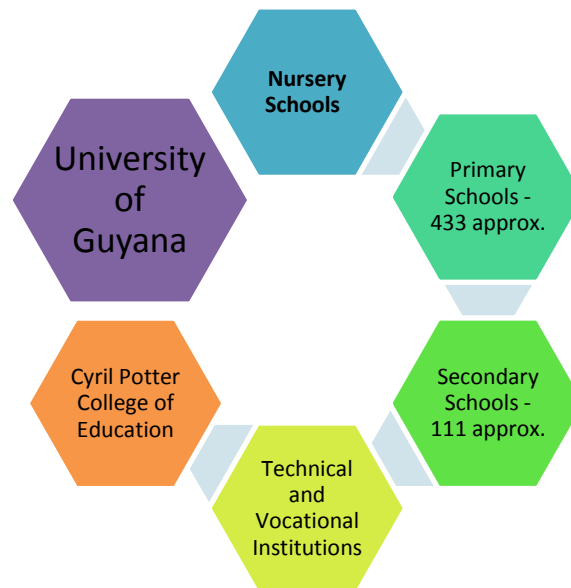 Nursery
Schools
Primary
Schools -
433 approx.
Secondary
Schools -
111 approx.
Technical
and
Vocational
Institutions
Cyril Potter
College of
Education
University
of
Guyana